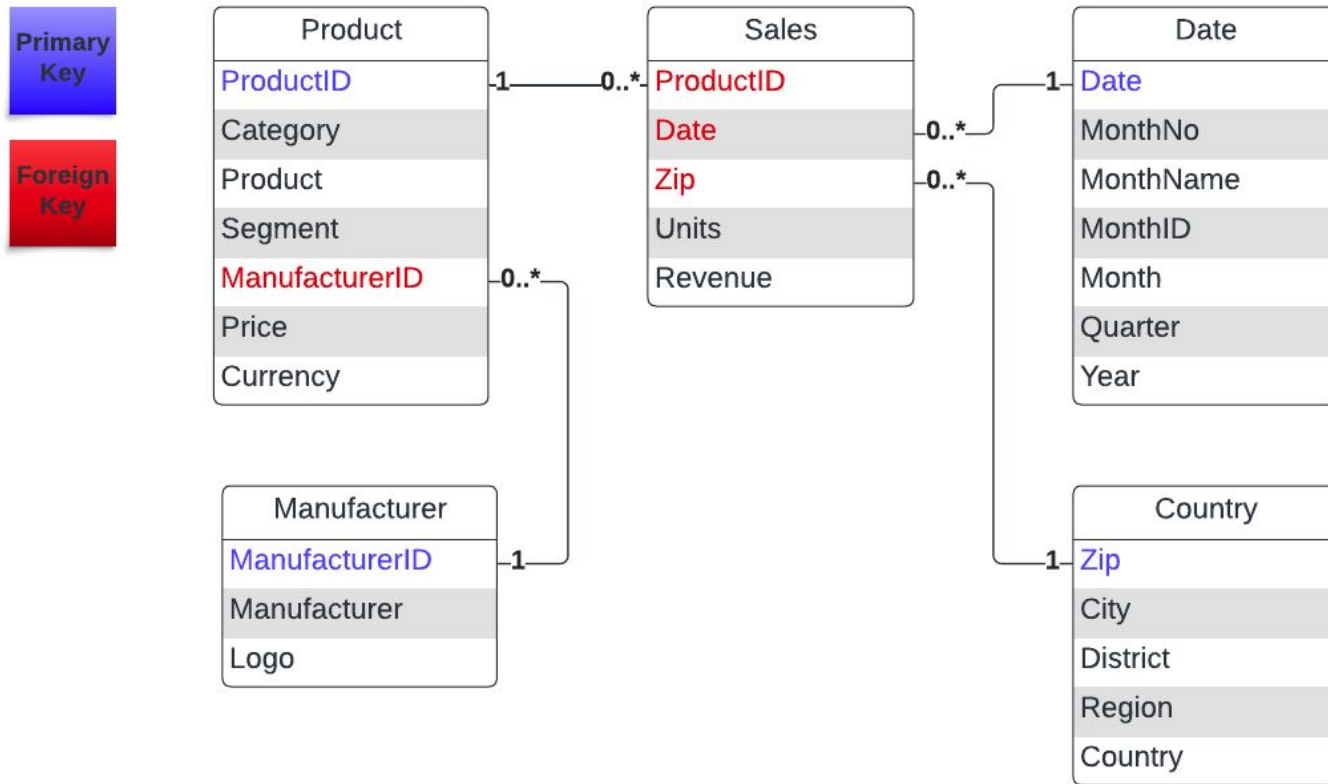 Primary
Key
Foreign
Key
Product
ProductID
Category
Product
Segment
ManufacturerID
Price
Currency
1
0..*
Sales
ProductID
Date
Zip
Units
Revenue
0..*
1
0..*
Date
Date
MonthNo
MonthName
MonthID
Month
Quarter
Year
0..*
1
Manufacturer
ManufacturerID
Manufacturer
Logo
1
Country
Zip
City
District
Region
Country